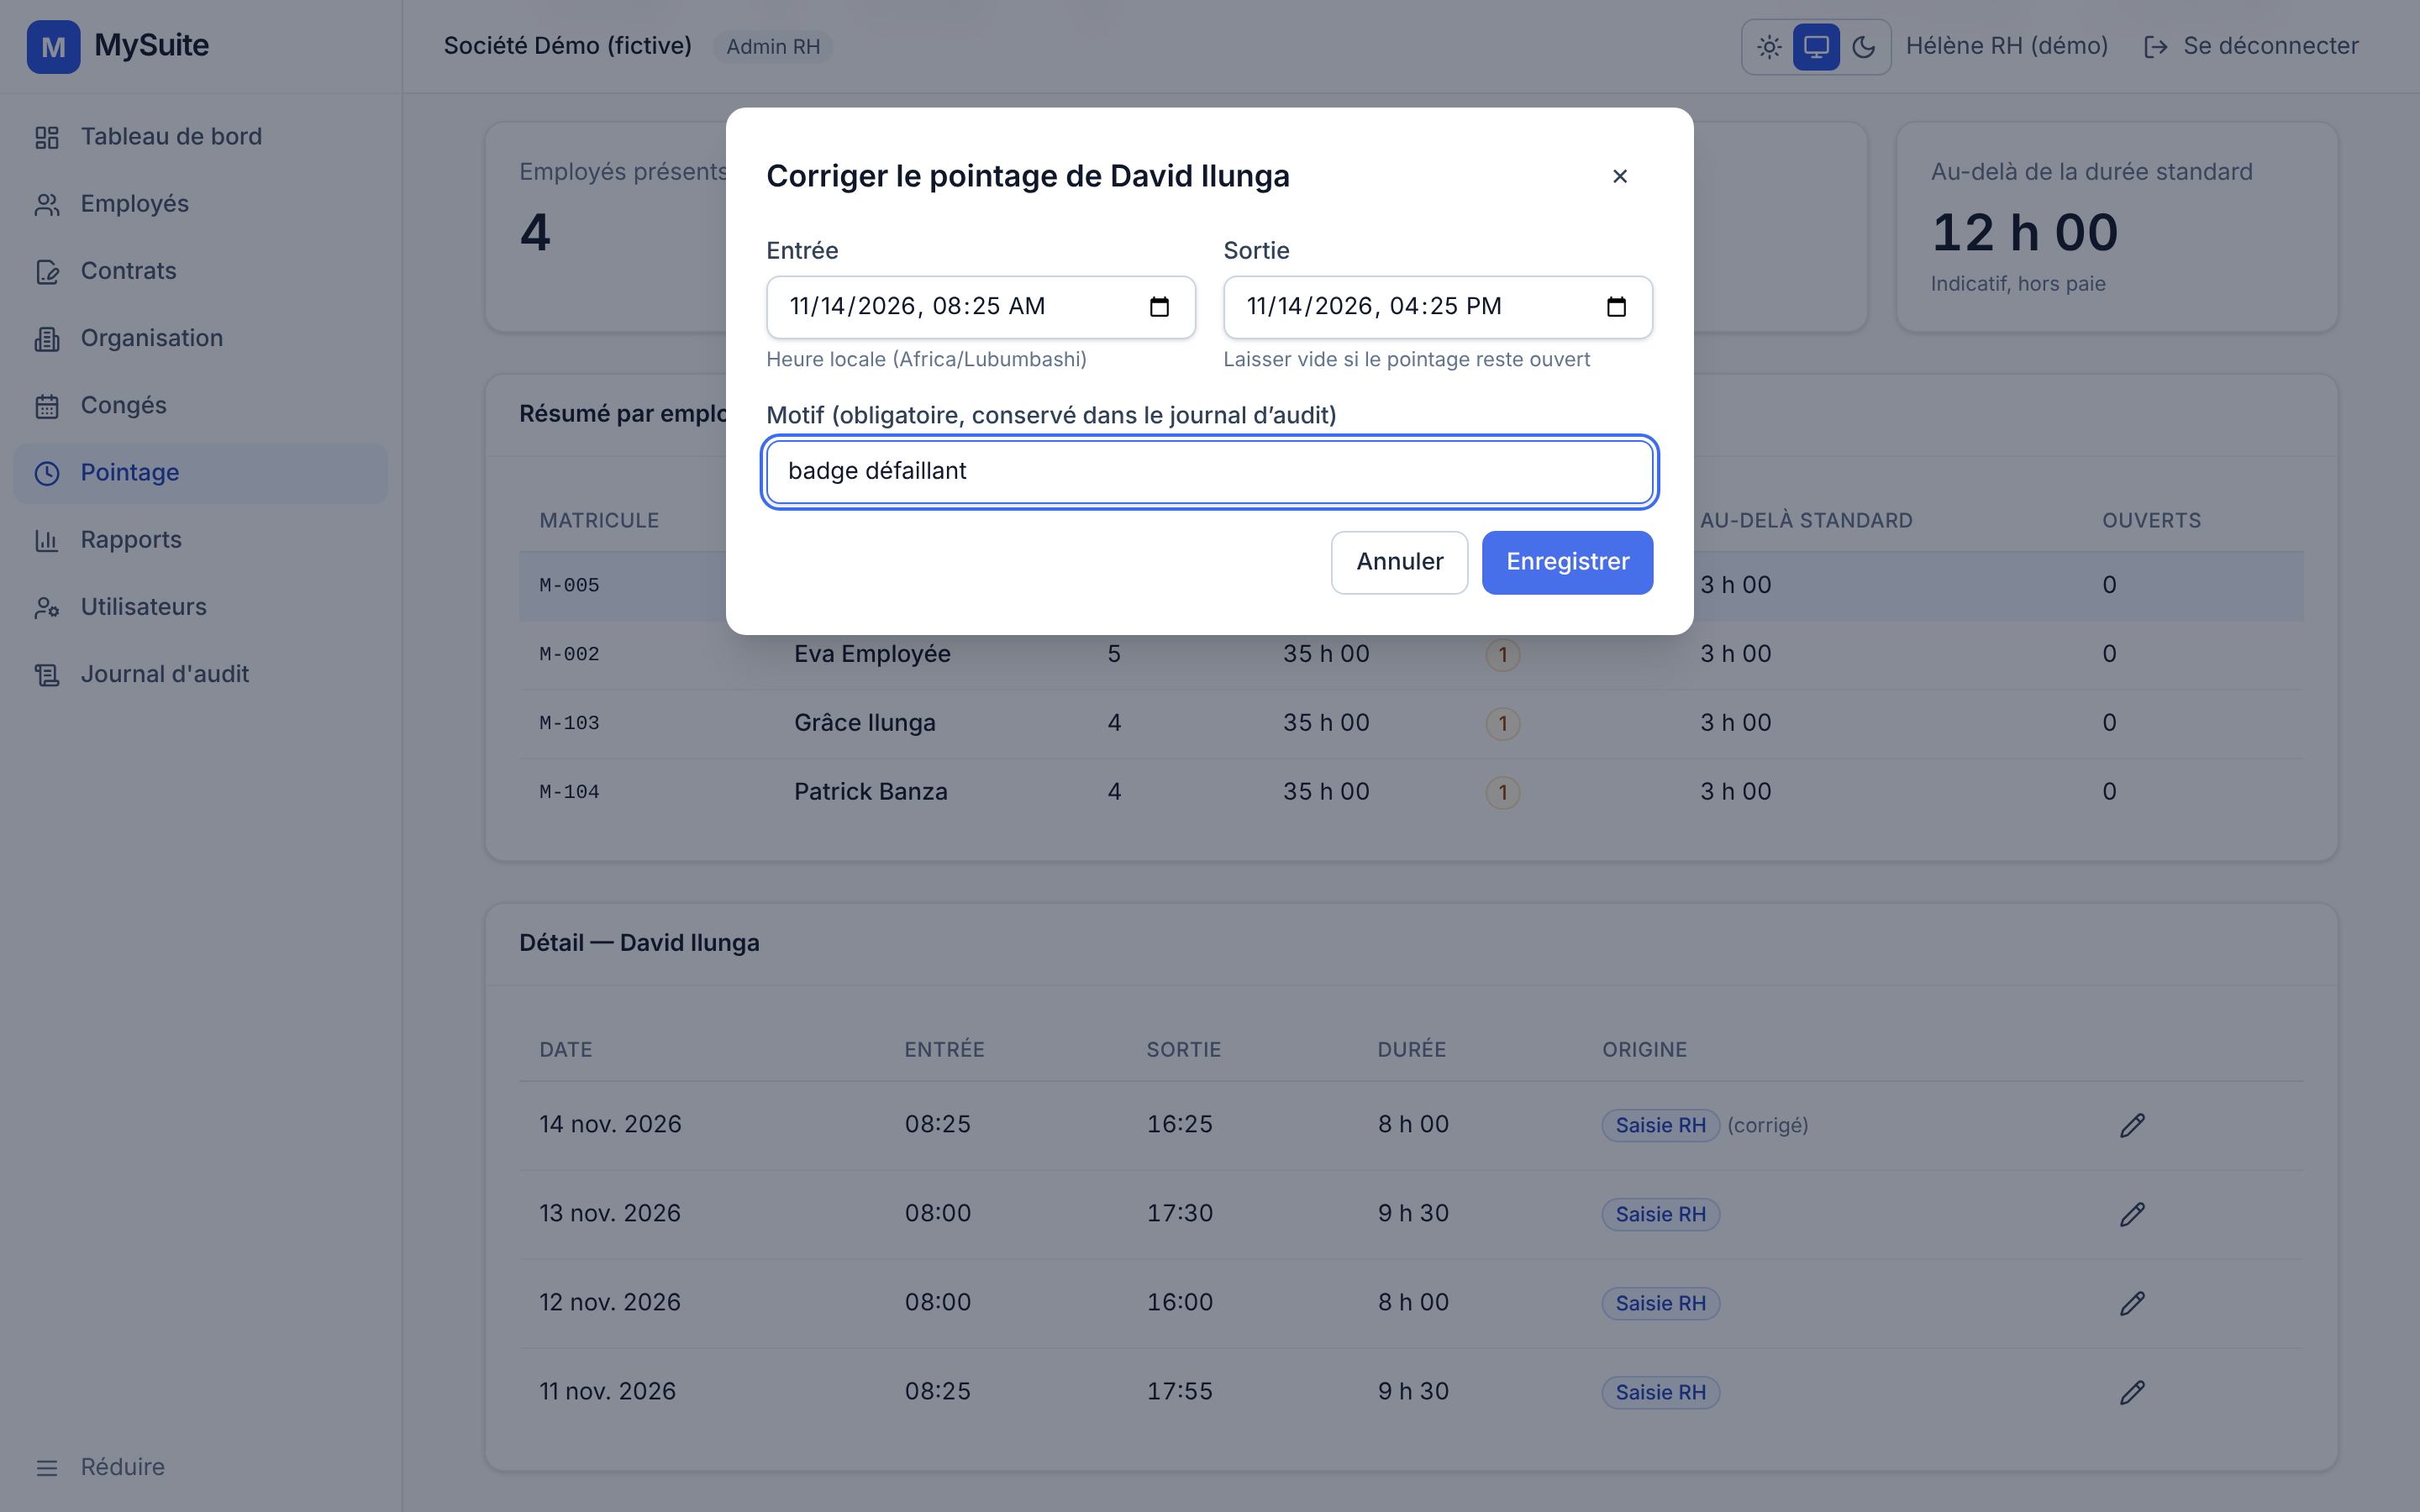 M MySuite
Société Démo (fictive) Admin RH
Hélène RH (démo) Se déconnecter
Tableau de bord
Employés
Contrats
Organisation
Congés
Pointage
Rapports
Utilisateurs
Journal d'audit
Réduire
Employés présents
4
Au-delà de la durée standard
12 h 00
Indicatif, hors paie
Corriger le pointage de David Ilunga
Entrée Sortie
11/14/2026, 08:25 AM 11/14/2026, 04:25 PM
Heure locale (Africa/Lubumbashi) Laisser vide si le pointage reste ouvert
Motif (obligatoire, conservé dans le journal d’audit)
badge défaillant
Annuler Enregistrer
Résumé par emplo
MATRICULE AU-DELÀ STANDARD OUVERTS
M-005 3 h 00 0
M-002 Eva Employée 5 35 h 00 1 3 h 00 0
M-103 Grâce Ilunga 4 35 h 00 1 3 h 00 0
M-104 Patrick Banza 4 35 h 00 1 3 h 00 0
Détail — David Ilunga
DATE ENTRÉE SORTIE DURÉE ORIGINE
14 nov. 2026 08:25 16:25 8 h 00 Saisie RH (corrigé)
13 nov. 2026 08:00 17:30 9 h 30 Saisie RH
12 nov. 2026 08:00 16:00 8 h 00 Saisie RH
11 nov. 2026 08:25 17:55 9 h 30 Saisie RH